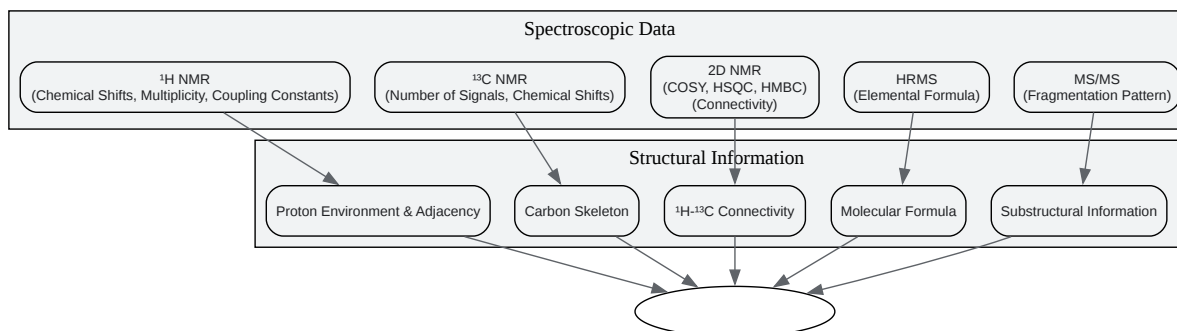 Spectroscopic Data
¹H NMR
(Chemical Shifts, Multiplicity, Coupling Constants)
¹³C NMR
(Number of Signals, Chemical Shifts)
2D NMR
(COSY, HSQC, HMBC)
(Connectivity)
HRMS
(Elemental Formula)
MS/MS
(Fragmentation Pattern)
Structural Information
Proton Environment & Adjacency
Carbon Skeleton
¹H-¹³C Connectivity
Molecular Formula
Substructural Information